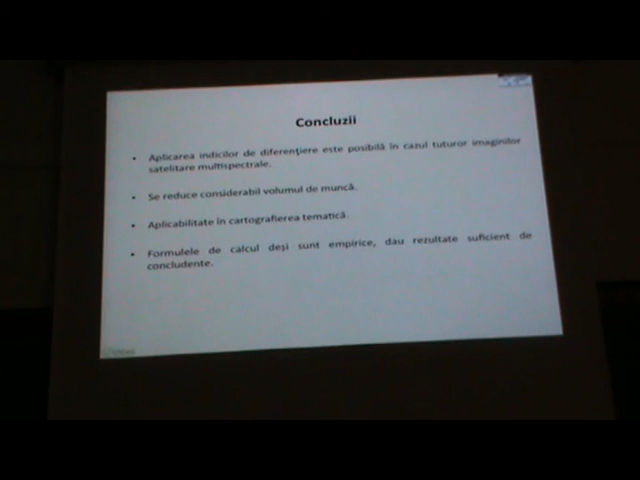 Concluzii
• Aplicarea indicilor de diferențiere este posibilă în cazul tuturor imaginilor
satelitare multispectrale.
• Se reduce considerabil volumul de muncă.
• Aplicabilitate în cartografierea tematică.
• Formulele de calcul deși sunt empirice, dau rezultate suficient de
concludente.